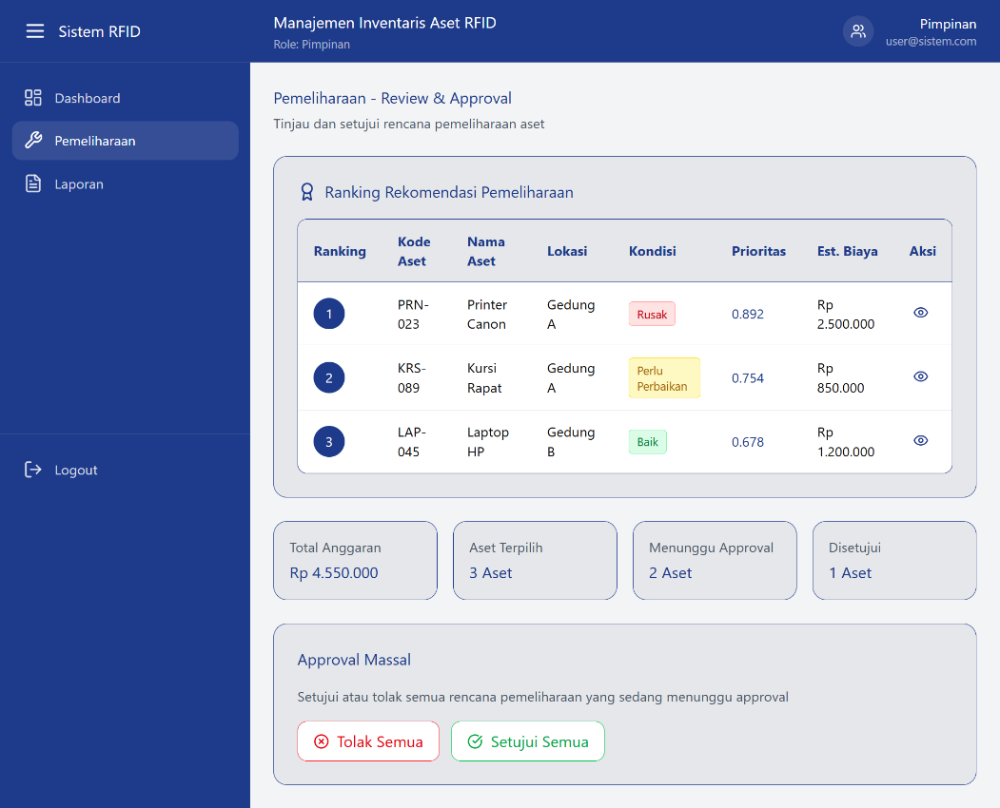 Sistem RFID
Manajemen Inventaris Aset RFID
Role: Pimpinan
Pimpinan
user@sistem.com
Dashboard
Pemeliharaan
Laporan
Logout
Pemeliharaan - Review & Approval
Tinjau dan setujui rencana pemeliharaan aset
Ranking Rekomendasi Pemeliharaan
Ranking
Kode
Aset
Nama
Aset
Lokasi
Kondisi
Prioritas
Est. Biaya
Aksi
1
PRN-
023
Printer
Canon
Gedung
A
Rusak
0.892
Rp
2.500.000
2
KRS-
089
Kursi
Rapat
Gedung
A
Perlu
Perbaikan
0.754
Rp
850.000
3
LAP-
045
Laptop
HP
Gedung
B
Baik
0.678
Rp
1.200.000
Total Anggaran
Rp 4.550.000
Aset Terpilih
3 Aset
Menunggu Approval
2 Aset
Disetujui
1 Aset
Approval Massal
Setujui atau tolak semua rencana pemeliharaan yang sedang menunggu approval
Tolak Semua
Setujui Semua